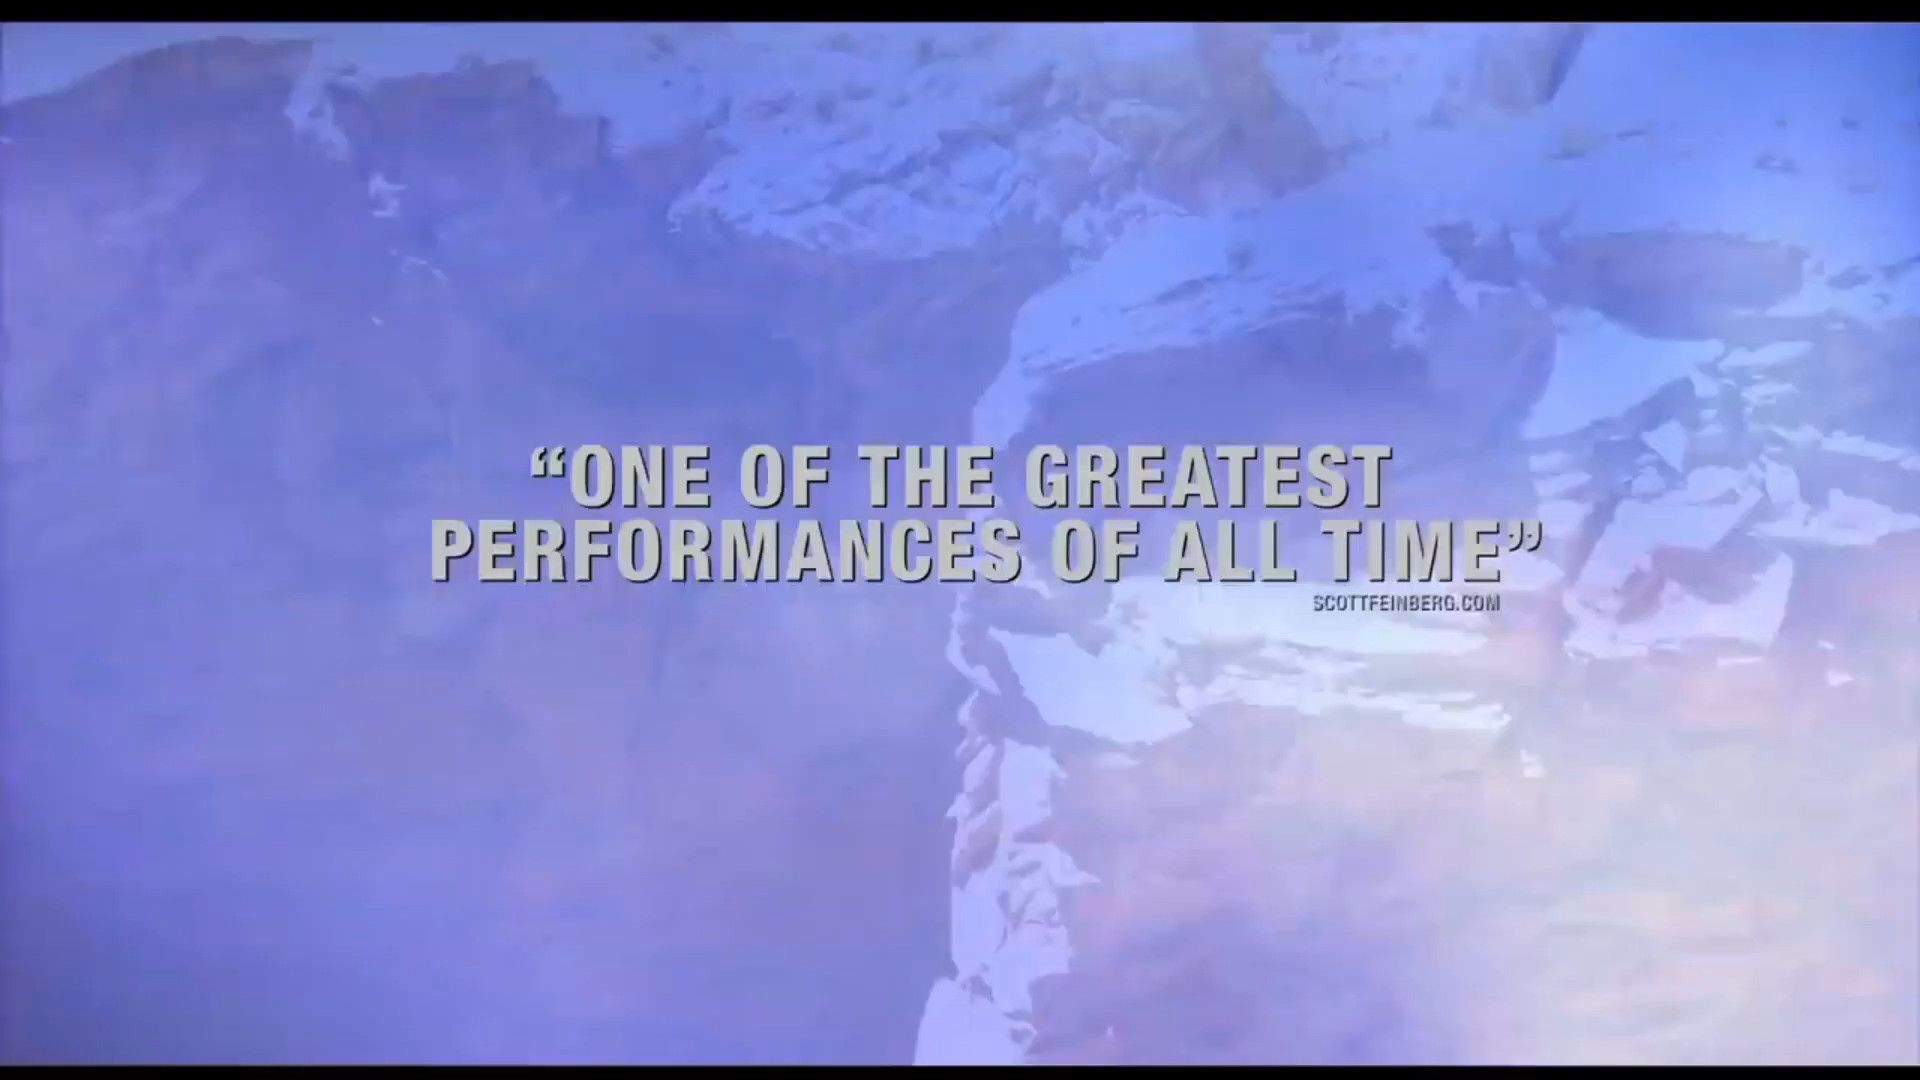 “ONE OF THE GREATEST
PERFORMANCES OF ALL TIME”
SCOTTFEINBERG.COM